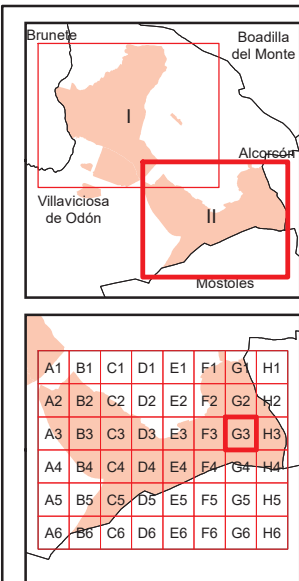 Brunete
Boadilla
del Monte
I
Alcorcón
Villaviciosa
de Odón
II
Móstoles
A1 B1 C1 D1 E1 F1 G1 H1
A2 B2 C2 D2 E2 F2 G2 H2
A3 B3 C3 D3 E3 F3 G3 H3
A4 B4 C4 D4 E4 F4 G4 H4
A5 B5 C5 D5 E5 F5 G5 H5
A6 B6 C6 D6 E6 F6 G6 H6